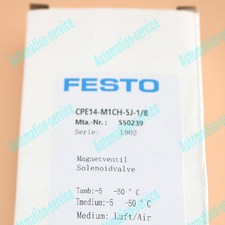 FESTO
CPE14-M1CH-5J-1/8
Mta.-Nr.: 550239
Serie: L902
Magnetventil
Solenoidvalve
Tamb:-5 -50 ° C
Tmedium:-5 -50 ° C
Medium: Luft/Air